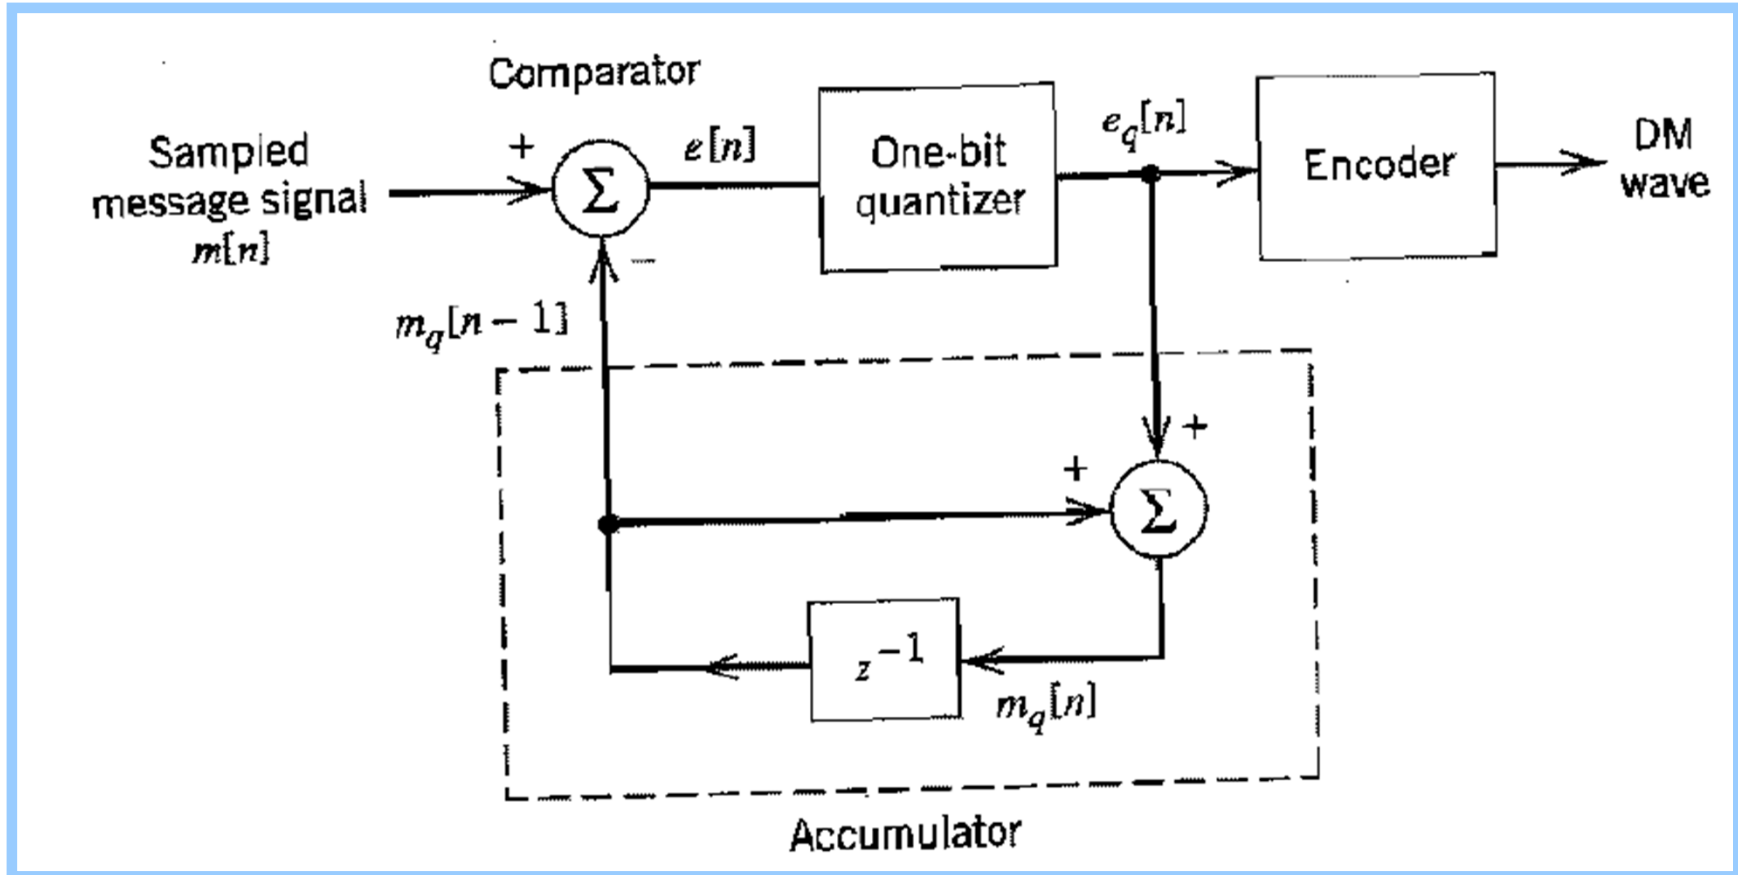 Comparator
Sampled
message signal
m[n]
+
Σ
−
e[n]
One-bit
quantizer
e_q[n]
Encoder
DM
wave
m_q[n − 1]
+
+
Σ
z^{−1}
m_q[n]
Accumulator